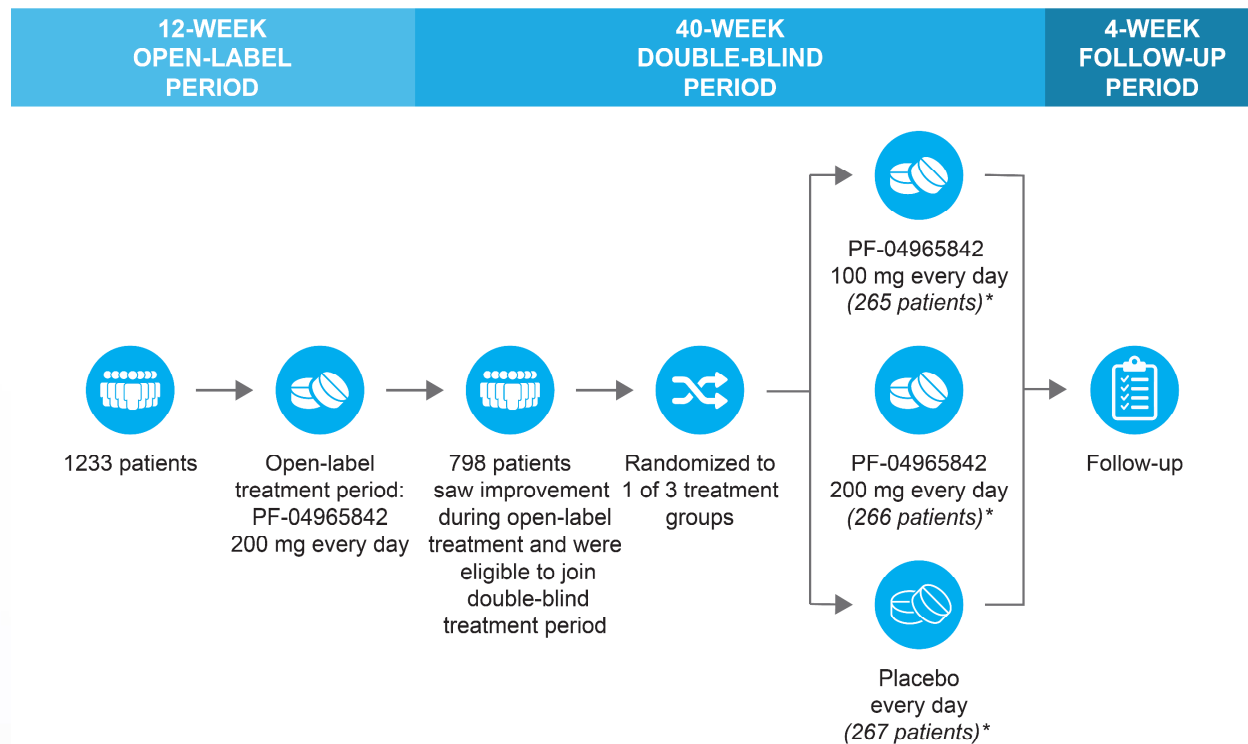 12-WEEK
OPEN-LABEL
PERIOD
40-WEEK
DOUBLE-BLIND
PERIOD
4-WEEK
FOLLOW-UP
PERIOD
1233 patients
Open-label
treatment period:
PF-04965842
200 mg every day
798 patients
saw improvement
during open-label
treatment and were
eligible to join
double-blind
treatment period
Randomized to
1 of 3 treatment
groups
PF-04965842
100 mg every day
(265 patients)*
PF-04965842
200 mg every day
(266 patients)*
Placebo
every day
(267 patients)*
Follow-up